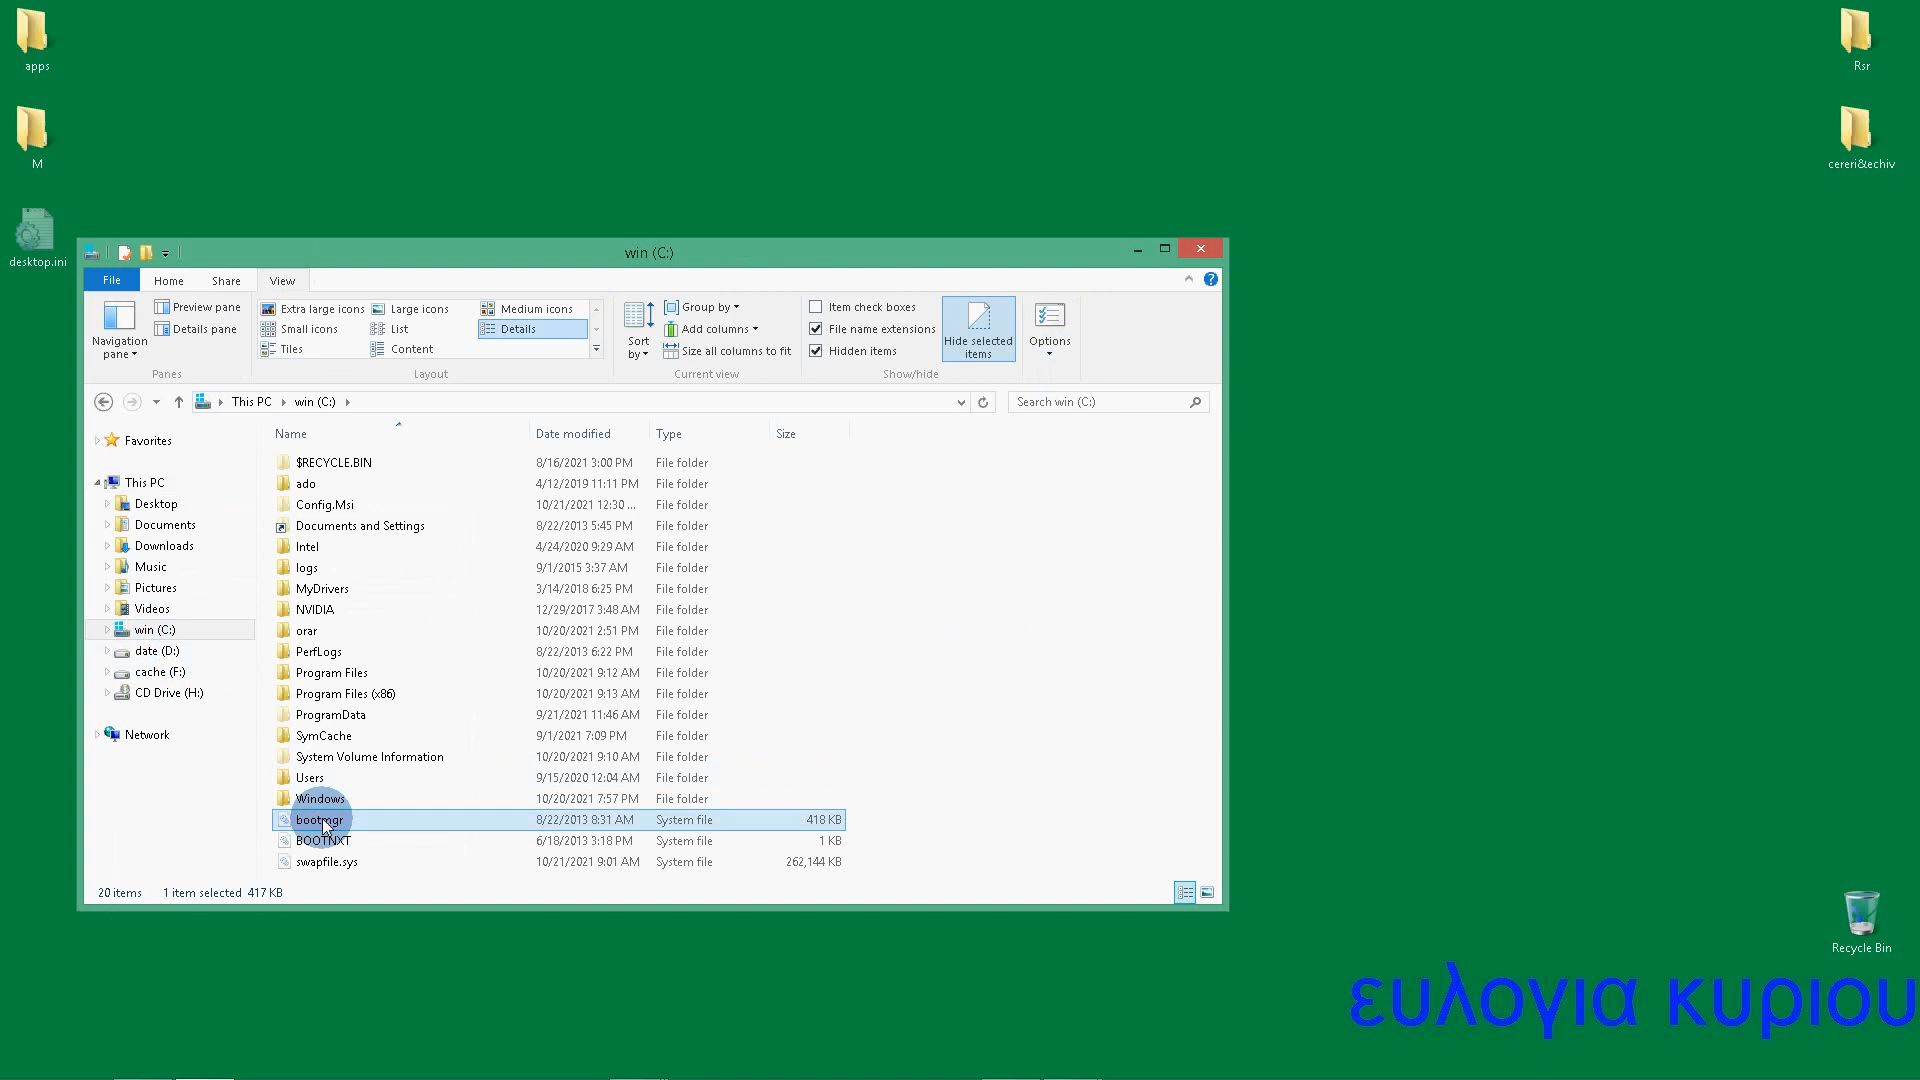 apps
M
desktop.ini
Rsr
cereri&echiv
win (C:)
File
Home
Share
View
Navigation pane
Preview pane
Details pane
Panes
Extra large icons
Large icons
Medium icons
Small icons
List
Details
Tiles
Content
Layout
Sort by
Group by
Add columns
Size all columns to fit
Current view
Item check boxes
File name extensions
Hidden items
Hide selected items
Show/hide
Options
This PC
win (C:)
Search win (C:)
Favorites
This PC
Desktop
Documents
Downloads
Music
Pictures
Videos
win (C:)
date (D:)
cache (F:)
CD Drive (H:)
Network
Name Date modified Type Size
$RECYCLE.BIN 8/16/2021 3:00 PM File folder
ado 4/12/2019 11:11 PM File folder
Config.Msi 10/21/2021 12:30 ... File folder
Documents and Settings 8/22/2013 5:45 PM File folder
Intel 4/24/2020 9:29 AM File folder
logs 9/1/2015 3:37 AM File folder
MyDrivers 3/14/2018 6:25 PM File folder
NVIDIA 12/29/2017 3:48 AM File folder
orar 10/20/2021 2:51 PM File folder
PerfLogs 8/22/2013 6:22 PM File folder
Program Files 10/20/2021 9:12 AM File folder
Program Files (x86) 10/20/2021 9:13 AM File folder
ProgramData 9/21/2021 11:46 AM File folder
SymCache 9/1/2021 7:09 PM File folder
System Volume Information 10/20/2021 9:10 AM File folder
Users 9/15/2020 12:04 AM File folder
Windows 10/20/2021 7:57 PM File folder
bootmgr 8/22/2013 8:31 AM System file 418 KB
BOOTNXT 6/18/2013 3:18 PM System file 1 KB
swapfile.sys 10/21/2021 9:01 AM System file 262,144 KB
20 items 1 item selected 417 KB
Recycle Bin
ευλογια κυριου